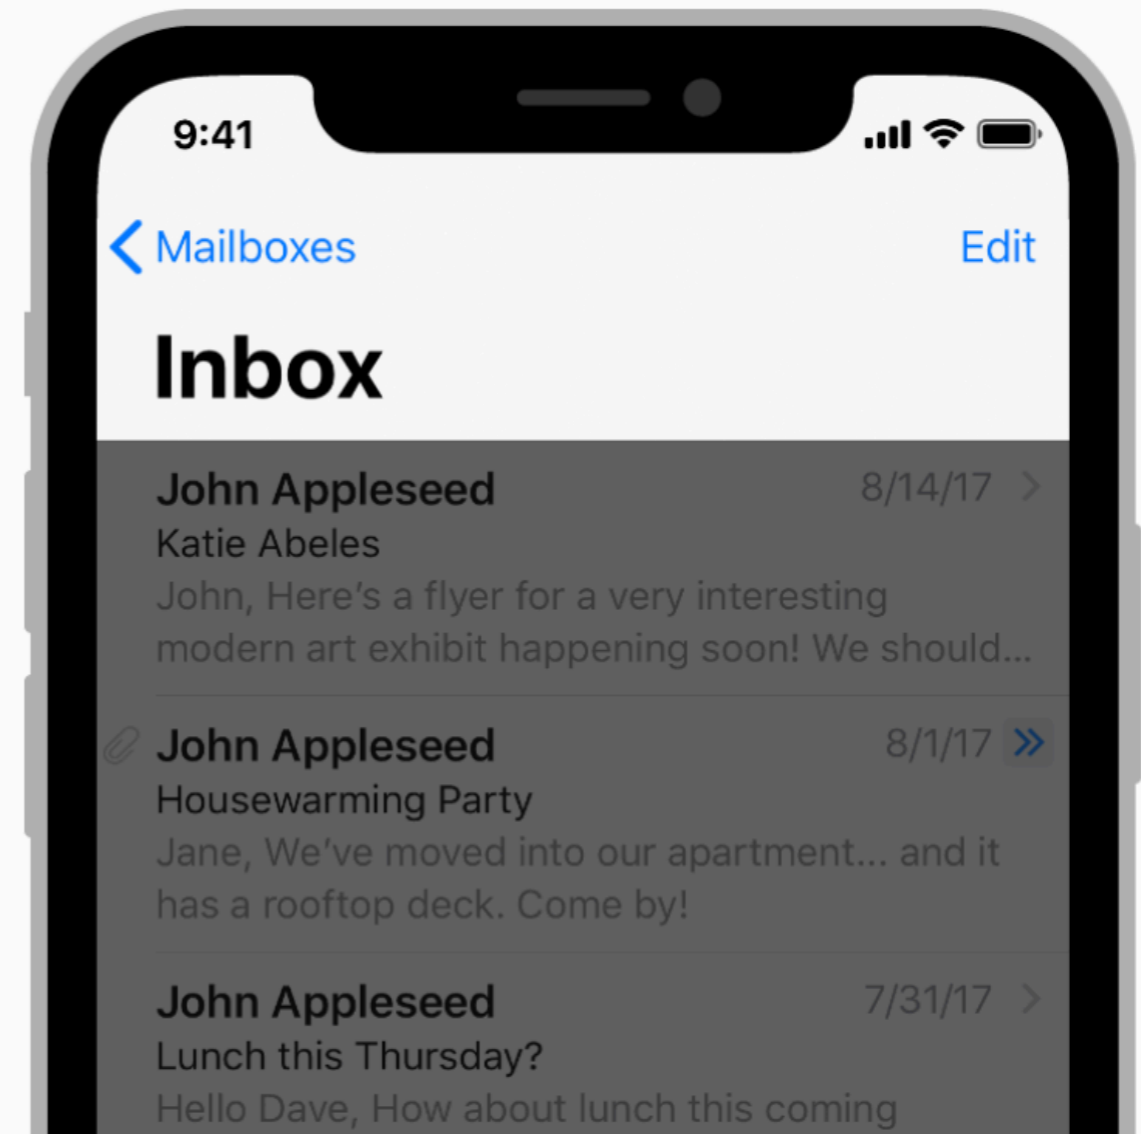 9:41
Mailboxes
Edit
Inbox
John Appleseed 8/14/17
Katie Abeles
John, Here’s a flyer for a very interesting
modern art exhibit happening soon! We should...
John Appleseed 8/1/17
Housewarming Party
Jane, We’ve moved into our apartment... and it
has a rooftop deck. Come by!
John Appleseed 7/31/17
Lunch this Thursday?
Hello Dave, How about lunch this coming